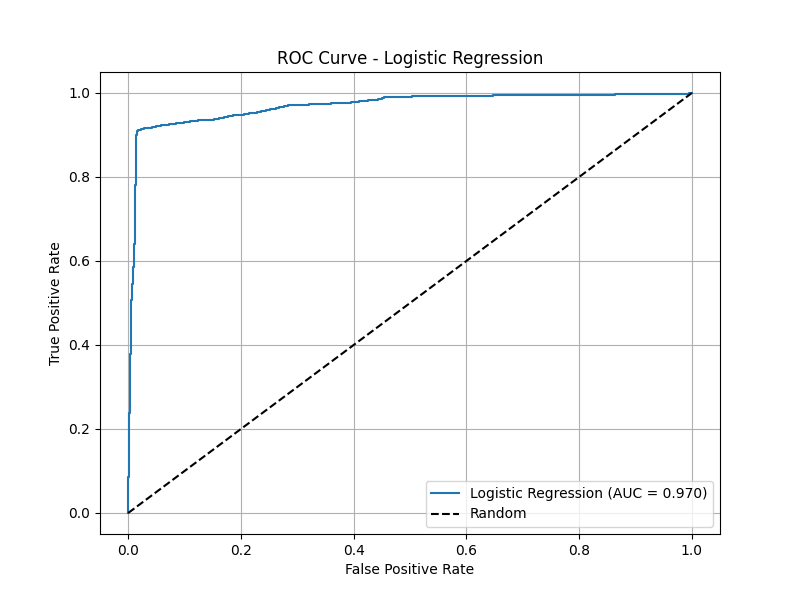 ROC Curve - Logistic Regression
True Positive Rate
1.0
0.8
0.6
0.4
0.2
0.0
0.0 0.2 0.4 0.6 0.8 1.0
False Positive Rate
Logistic Regression (AUC = 0.970)
Random